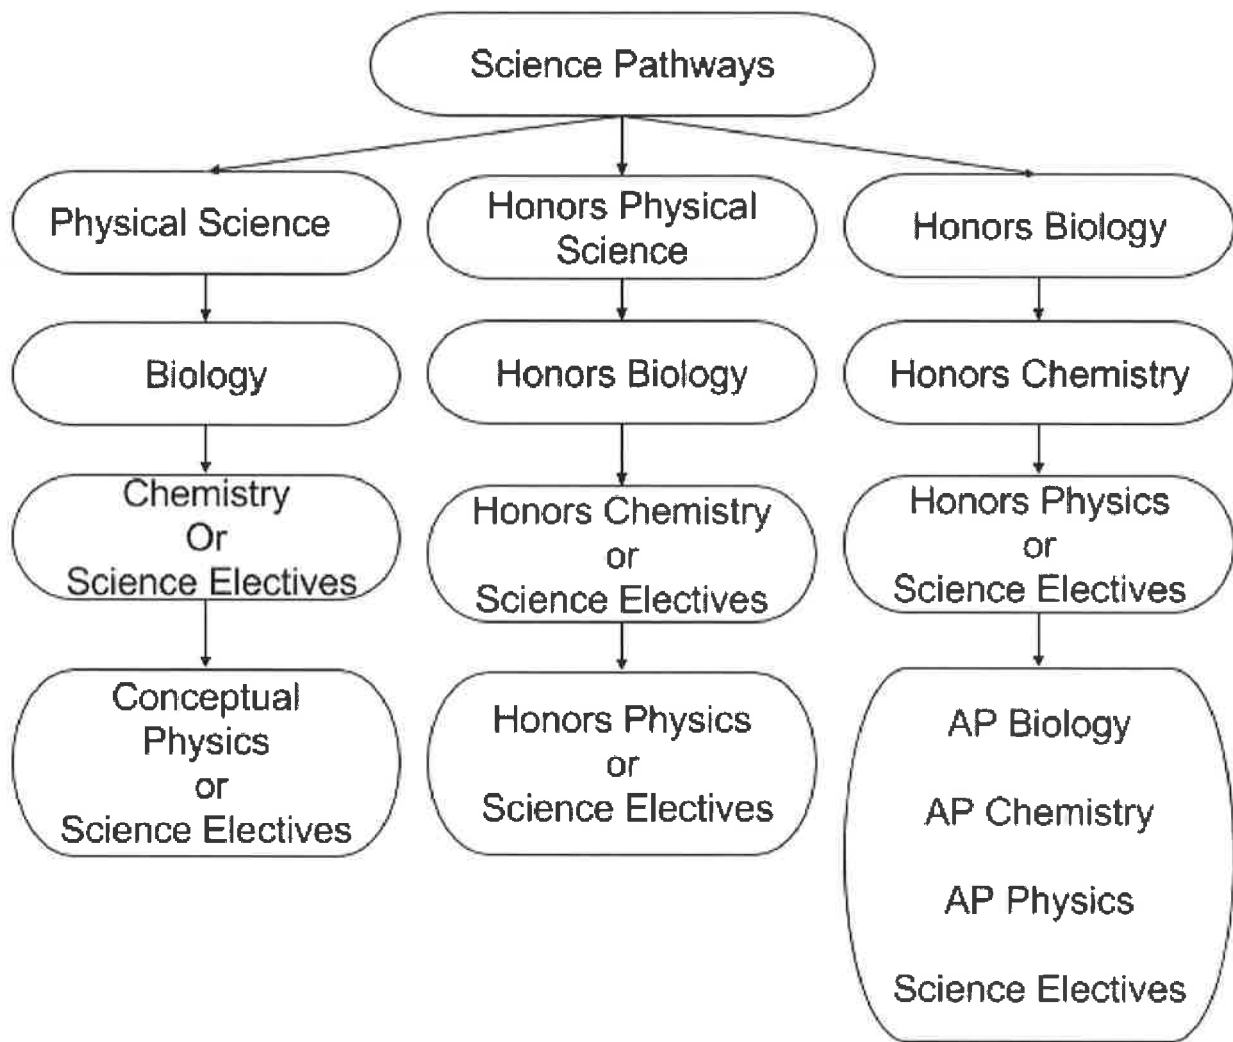 Science Pathways
Physical Science
Honors Physical
Science
Honors Biology
Biology
Honors Biology
Honors Chemistry
Chemistry
Or
Science Electives
Honors Chemistry
or
Science Electives
Honors Physics
or
Science Electives
Conceptual
Physics
or
Science Electives
Honors Physics
or
Science Electives
AP Biology
AP Chemistry
AP Physics
Science Electives